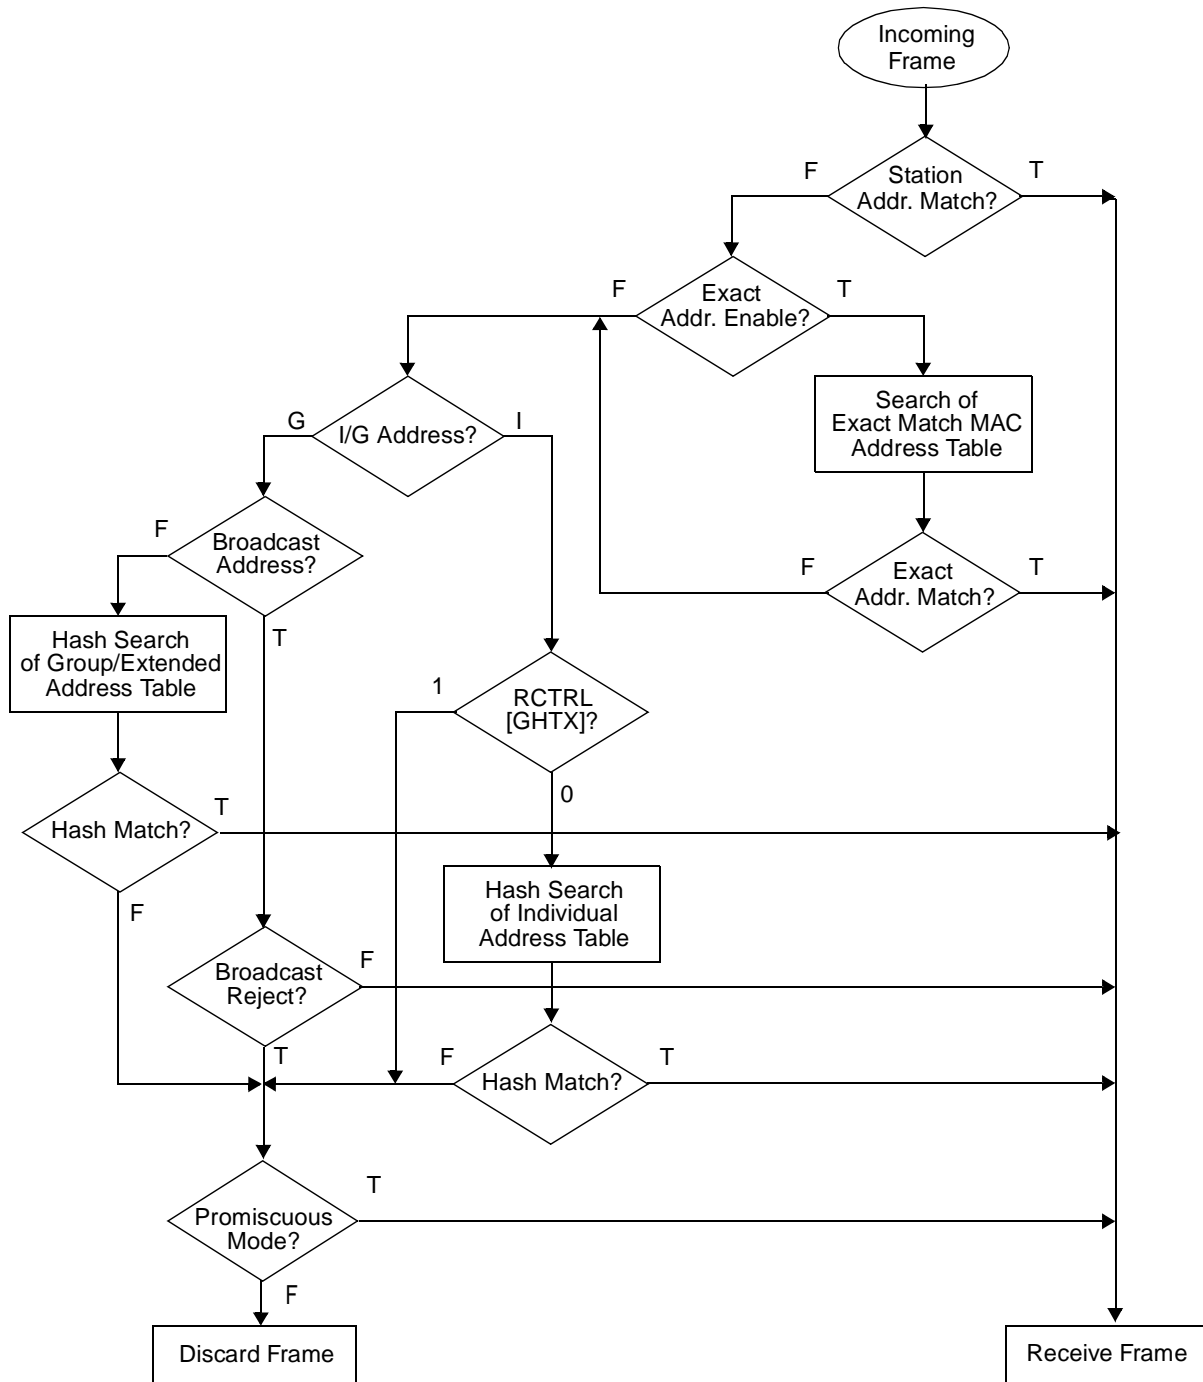 Incoming
Frame
F
Station
Addr. Match?
T
F
Exact
Addr. Enable?
T
Search of
Exact Match MAC
Address Table
G
I/G Address?
I
F
Broadcast
Address?
T
F
Exact
Addr. Match?
T
Hash Search
of Group/Extended
Address Table
1
RCTRL
[GHTX]?
0
Hash Match?
T
F
Hash Search
of Individual
Address Table
Broadcast
Reject?
F
T
F
Hash Match?
T
Promiscuous
Mode?
T
F
Discard Frame
Receive Frame